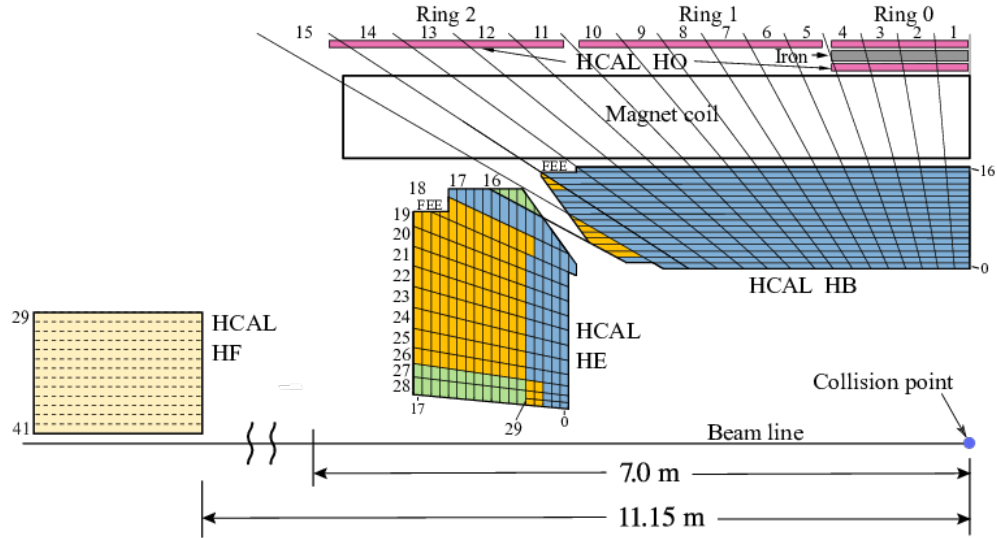 Ring 2 Ring 1 Ring 0
15 14 13 12 11 10 9 8 7 6 5 4 3 2 1
HCAL HO Iron
Magnet coil
FEE
16
18 17 16
FEE
19
20
21
22
23
24
25
26
27
28
17
29
0
HCAL
HE
0
HCAL HB
29
41
HCAL
HF
Collision point
Beam line
7.0 m
11.15 m